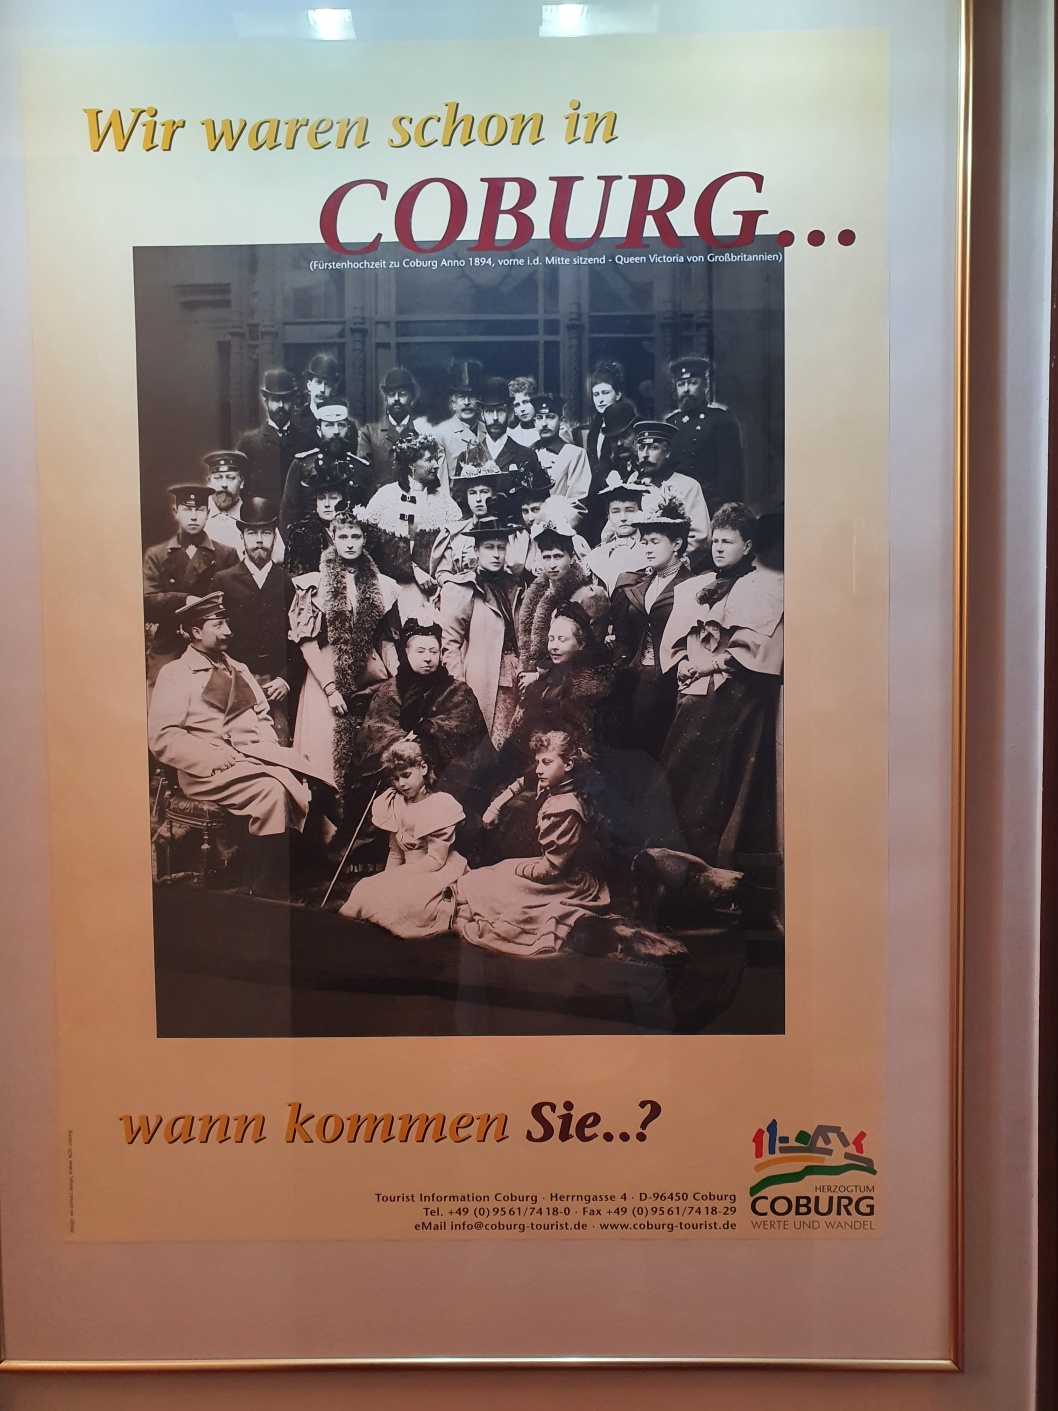 Wir waren schon in
COBURG...
(Fürstenhochzeit zu Coburg Anno 1894, vorne i.d. Mitte sitzend - Queen Victoria von Großbritannien)
wann kommen Sie..?
Tourist Information Coburg · Herrngasse 4 · D-96450 Coburg
Tel. +49 (0) 95 61/74 18-0 · Fax +49 (0) 95 61/74 18-29
eMail info@coburg-tourist.de · www.coburg-tourist.de
HERZOGTUM
COBURG
WERTE UND WANDEL